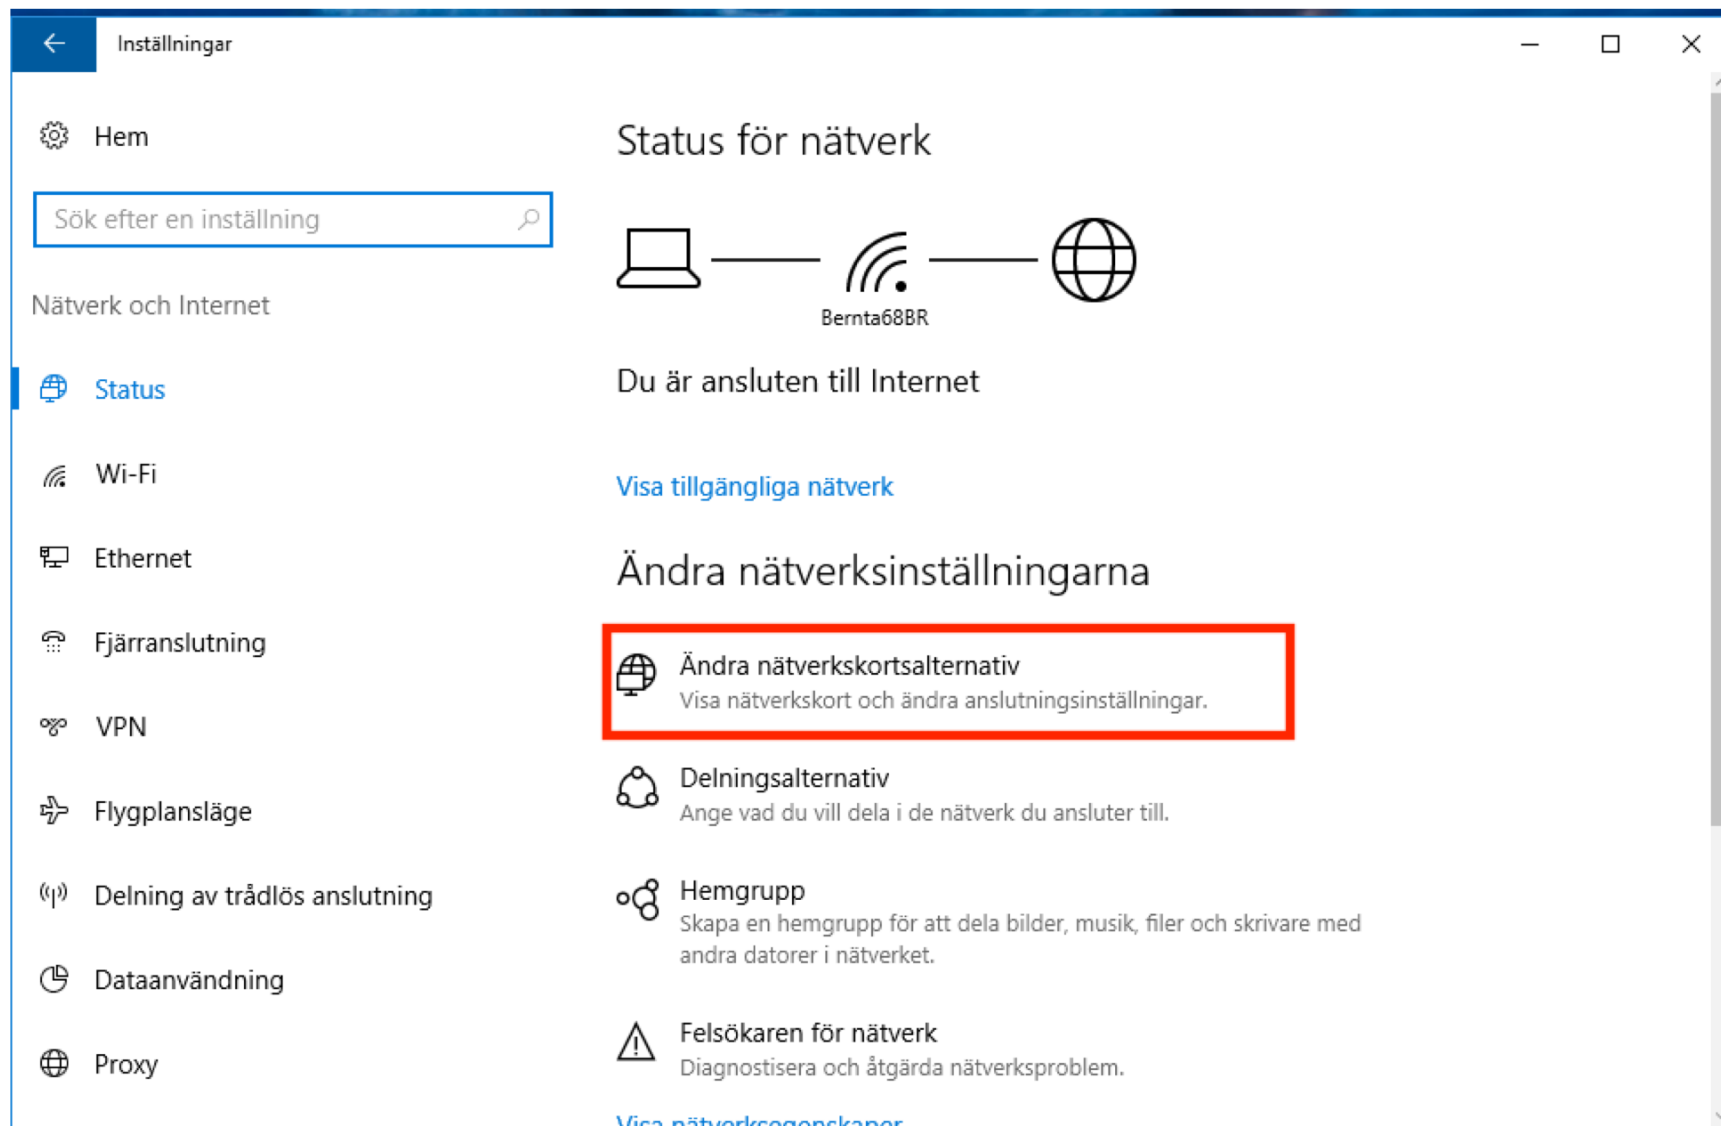 Inställningar
Hem
Sök efter en inställning
Nätverk och Internet
Status
Wi-Fi
Ethernet
Fjärranslutning
VPN
Flygplansläge
Delning av trådlös anslutning
Dataanvändning
Proxy
Status för nätverk
Bernta68BR
Du är ansluten till Internet
Visa tillgängliga nätverk
Ändra nätverksinställningarna
Ändra nätverkskortsalternativ
Visa nätverkskort och ändra anslutningsinställningar.
Delningsalternativ
Ange vad du vill dela i de nätverk du ansluter till.
Hemgrupp
Skapa en hemgrupp för att dela bilder, musik, filer och skrivare med
andra datorer i nätverket.
Felsökaren för nätverk
Diagnostisera och åtgärda nätverksproblem.
Visa nätverksegenskaper